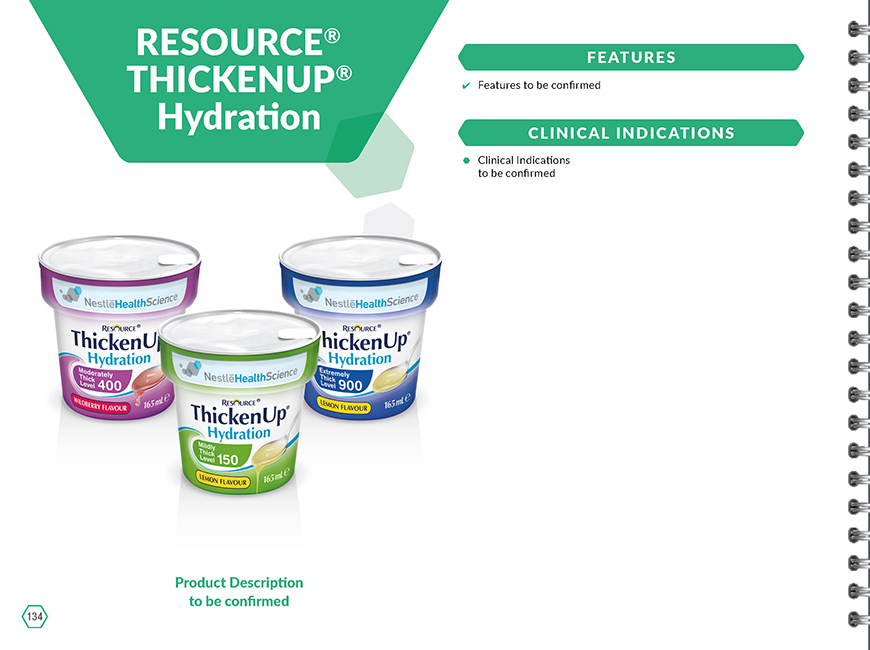 RESOURCE®
THICKENUP®
Hydration
FEATURES
✔ Features to be confirmed
CLINICAL INDICATIONS
Clinical Indications
to be confirmed
NestléHealthScience
RESOURCE®
ThickenU
Hydration
Moderately
Thick
Level 400
WILDBERRY FLAVOUR
165 mL e
NestléHealthScience
RESOURCE®
hickenUp®
Hydration
Extremely
Thick
Level 900
LEMON FLAVOUR
165 mL e
NestléHealthScience
RESOURCE®
ThickenUp®
Hydration
Mildly
Thick
Level 150
LEMON FLAVOUR
165 mL e
Product Description
to be confirmed
134